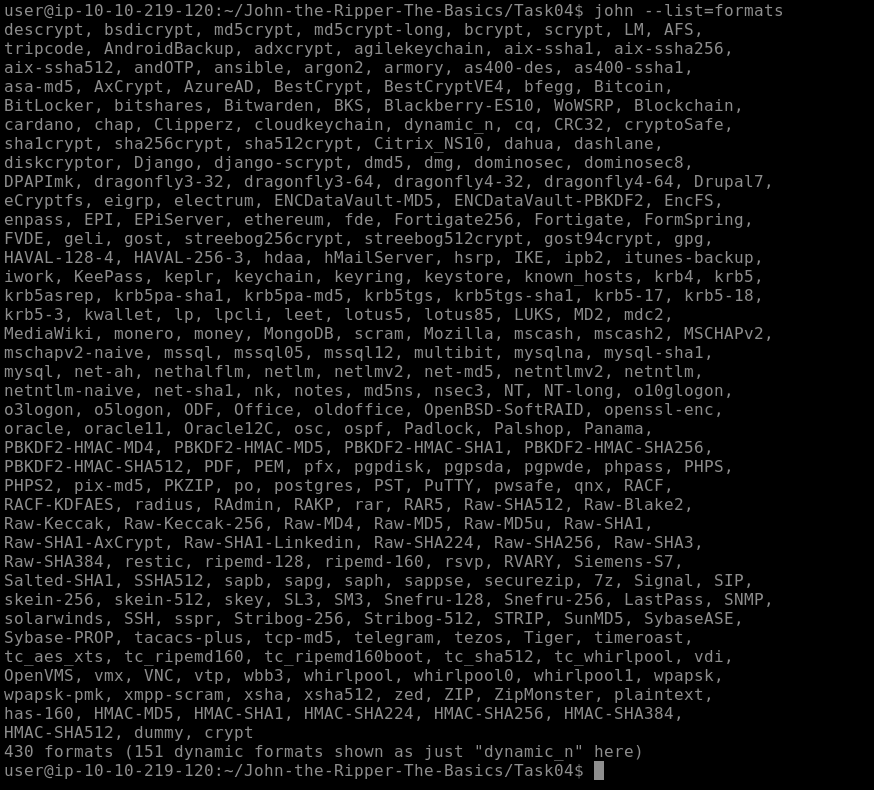 user@ip-10-10-219-120:~/John-the-Ripper-The-Basics/Task04$ john --list=formats
descrypt, bsdicrypt, md5crypt, md5crypt-long, bcrypt, scrypt, LM, AFS,
tripcode, AndroidBackup, adxcrypt, agilekeychain, aix-ssha1, aix-ssha256,
aix-ssha512, andOTP, ansible, argon2, armory, as400-des, as400-ssha1,
asa-md5, AxCrypt, AzureAD, BestCrypt, BestCryptVE4, bfegg, Bitcoin,
BitLocker, bitshares, Bitwarden, BKS, Blackberry-ES10, WoWSRP, Blockchain,
cardano, chap, Clipperz, cloudkeychain, dynamic_n, cq, CRC32, cryptoSafe,
sha1crypt, sha256crypt, sha512crypt, Citrix_NS10, dahua, dashlane,
diskcryptor, Django, django-scrypt, dmd5, dmg, dominosec, dominosec8,
DPAPImk, dragonfly3-32, dragonfly3-64, dragonfly4-32, dragonfly4-64, Drupal7,
eCryptfs, eigrp, electrum, ENCDataVault-MD5, ENCDataVault-PBKDF2, EncFS,
enpass, EPI, EPiServer, ethereum, fde, Fortigate256, Fortigate, FormSpring,
FVDE, geli, gost, streebog256crypt, streebog512crypt, gost94crypt, gpg,
HAVAL-128-4, HAVAL-256-3, hdaa, hMailServer, hsrp, IKE, ipb2, itunes-backup,
iwork, KeePass, keplr, keychain, keyring, keystore, known_hosts, krb4, krb5,
krb5asrep, krb5pa-sha1, krb5pa-md5, krb5tgs, krb5tgs-sha1, krb5-17, krb5-18,
krb5-3, kwallet, lp, lpcli, leet, lotus5, lotus85, LUKS, MD2, mdc2,
MediaWiki, monero, money, MongoDB, scram, Mozilla, mscash, mscash2, MSCHAPv2,
mschapv2-naive, mssql, mssql05, mssql12, multibit, mysqlna, mysql-sha1,
mysql, net-ah, nethalflm, netlm, netlmv2, net-md5, netntlmv2, netntlm,
netntlm-naive, net-sha1, nk, notes, md5ns, nsec3, NT, NT-long, o10glogon,
o3logon, o5logon, ODF, Office, oldoffice, OpenBSD-SoftRAID, openssl-enc,
oracle, oracle11, Oracle12C, osc, ospf, Padlock, Palshop, Panama,
PBKDF2-HMAC-MD4, PBKDF2-HMAC-MD5, PBKDF2-HMAC-SHA1, PBKDF2-HMAC-SHA256,
PBKDF2-HMAC-SHA512, PDF, PEM, pfx, pgpdisk, pgpsda, pgpwde, phpass, PHPS,
PHPS2, pix-md5, PKZIP, po, postgres, PST, PuTTY, pwsafe, qnx, RACF,
RACF-KDFAES, radius, RAdmin, RAKP, rar, RAR5, Raw-SHA512, Raw-Blake2,
Raw-Keccak, Raw-Keccak-256, Raw-MD4, Raw-MD5, Raw-MD5u, Raw-SHA1,
Raw-SHA1-AxCrypt, Raw-SHA1-Linkedin, Raw-SHA224, Raw-SHA256, Raw-SHA3,
Raw-SHA384, restic, ripemd-128, ripemd-160, rsvp, RVARY, Siemens-S7,
Salted-SHA1, SSHA512, sapb, sapg, saph, sappse, securezip, 7z, Signal, SIP,
skein-256, skein-512, skey, SL3, SM3, Snefru-128, Snefru-256, LastPass, SNMP,
solarwinds, SSH, sspr, Stribog-256, Stribog-512, STRIP, SunMD5, SybaseASE,
Sybase-PROP, tacacs-plus, tcp-md5, telegram, tezos, Tiger, timeroast,
tc_aes_xts, tc_ripemd160, tc_ripemd160boot, tc_sha512, tc_whirlpool, vdi,
OpenVMS, vmx, VNC, vtp, wbb3, whirlpool, whirlpool0, whirlpool1, wpapsk,
wpapsk-pmk, xmpp-scram, xsha, xsha512, zed, ZIP, ZipMonster, plaintext,
has-160, HMAC-MD5, HMAC-SHA1, HMAC-SHA224, HMAC-SHA256, HMAC-SHA384,
HMAC-SHA512, dummy, crypt
430 formats (151 dynamic formats shown as just "dynamic_n" here)
user@ip-10-10-219-120:~/John-the-Ripper-The-Basics/Task04$